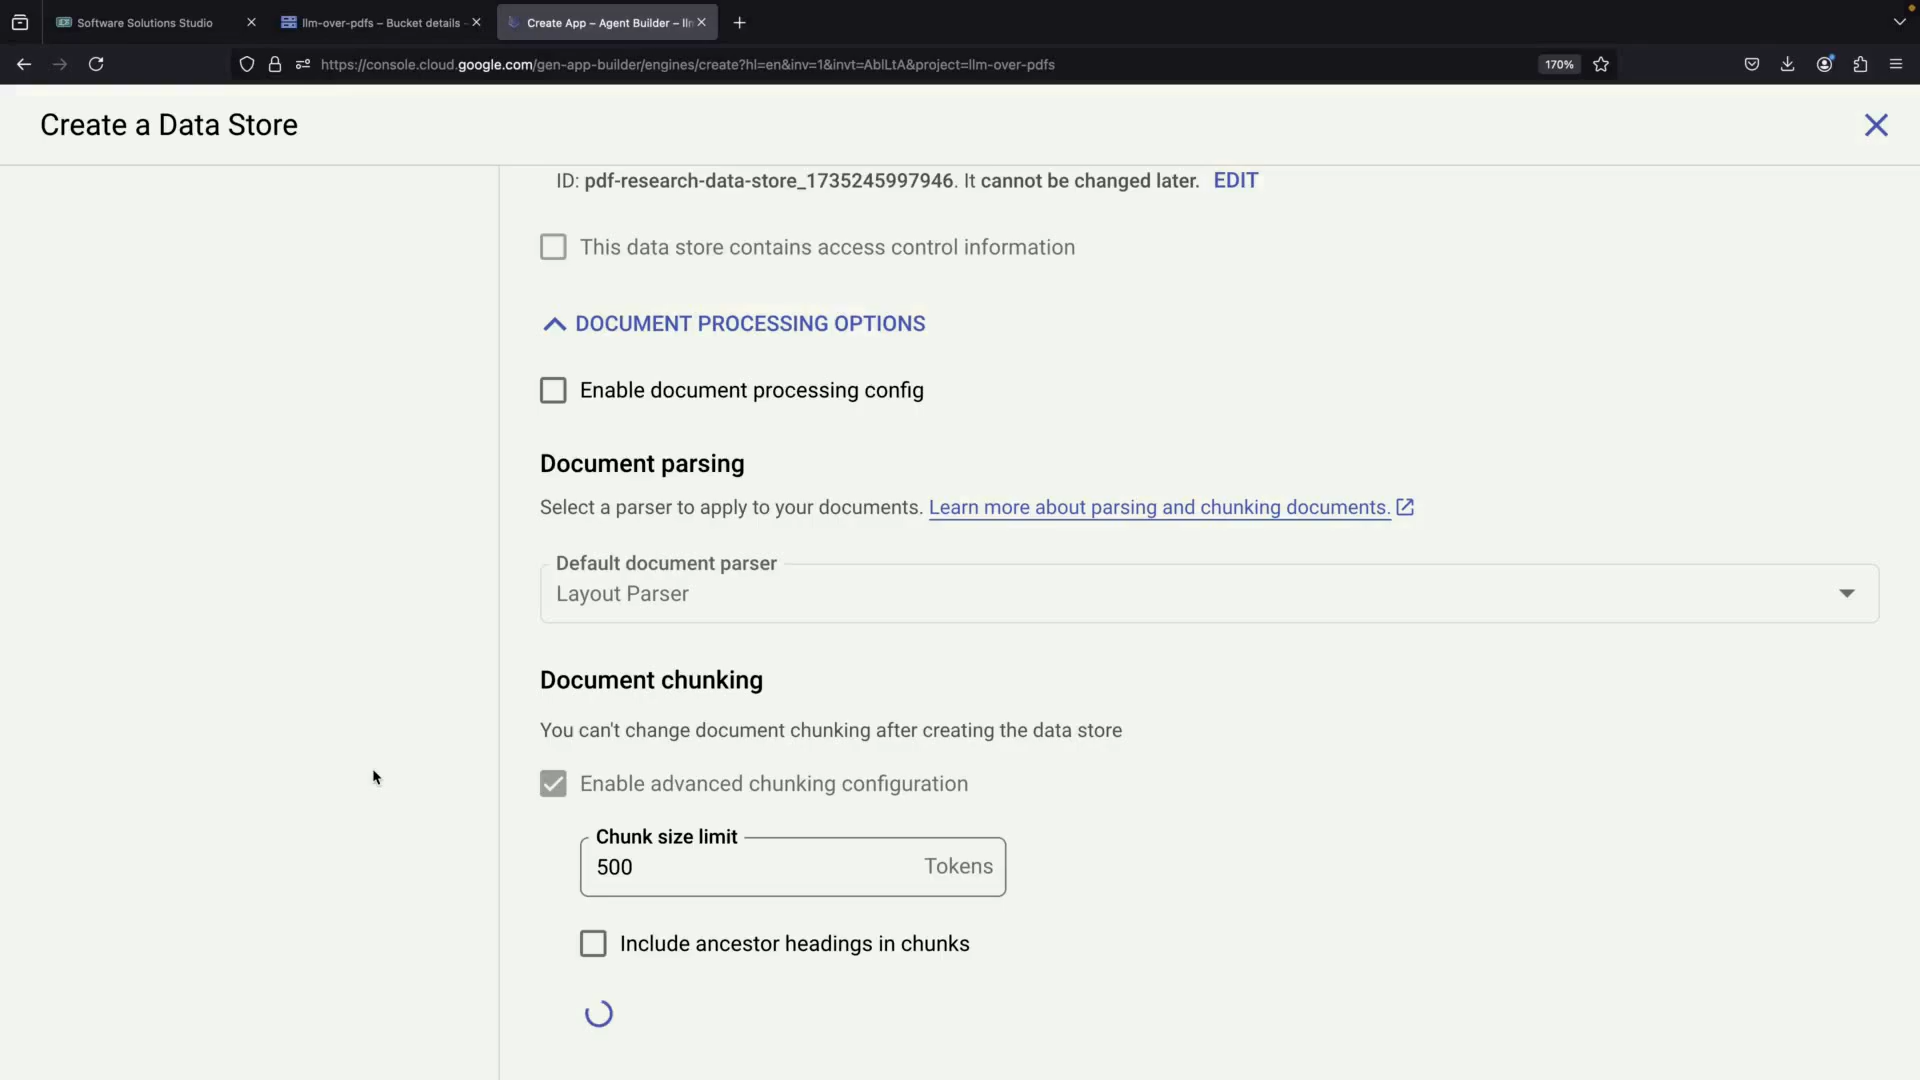 Software Solutions Studio
llm-over-pdfs – Bucket details
Create App – Agent Builder – lln
https://console.cloud.google.com/gen-app-builder/engines/create?hl=en&inv=1&invt=AblLtA&project=llm-over-pdfs
170%
Create a Data Store
ID: pdf-research-data-store_1735245997946. It cannot be changed later. EDIT
This data store contains access control information
DOCUMENT PROCESSING OPTIONS
Enable document processing config
Document parsing
Select a parser to apply to your documents. Learn more about parsing and chunking documents.
Default document parser
Layout Parser
Document chunking
You can't change document chunking after creating the data store
Enable advanced chunking configuration
Chunk size limit
500 Tokens
Include ancestor headings in chunks